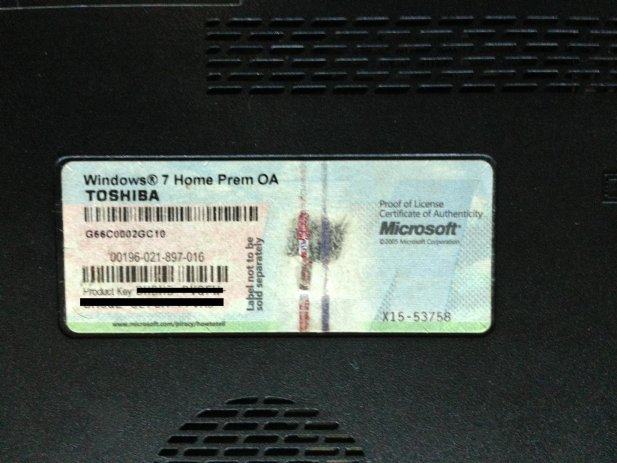 Windows® 7 Home Prem OA
TOSHIBA
G66C0002GC10
00196-021-897-016
Product Key
www.microsoft.com/piracy/howtotell
Label not to be
sold separately
Proof of License
Certificate of Authenticity
Microsoft®
©2005 Microsoft Corporation
X15-53758